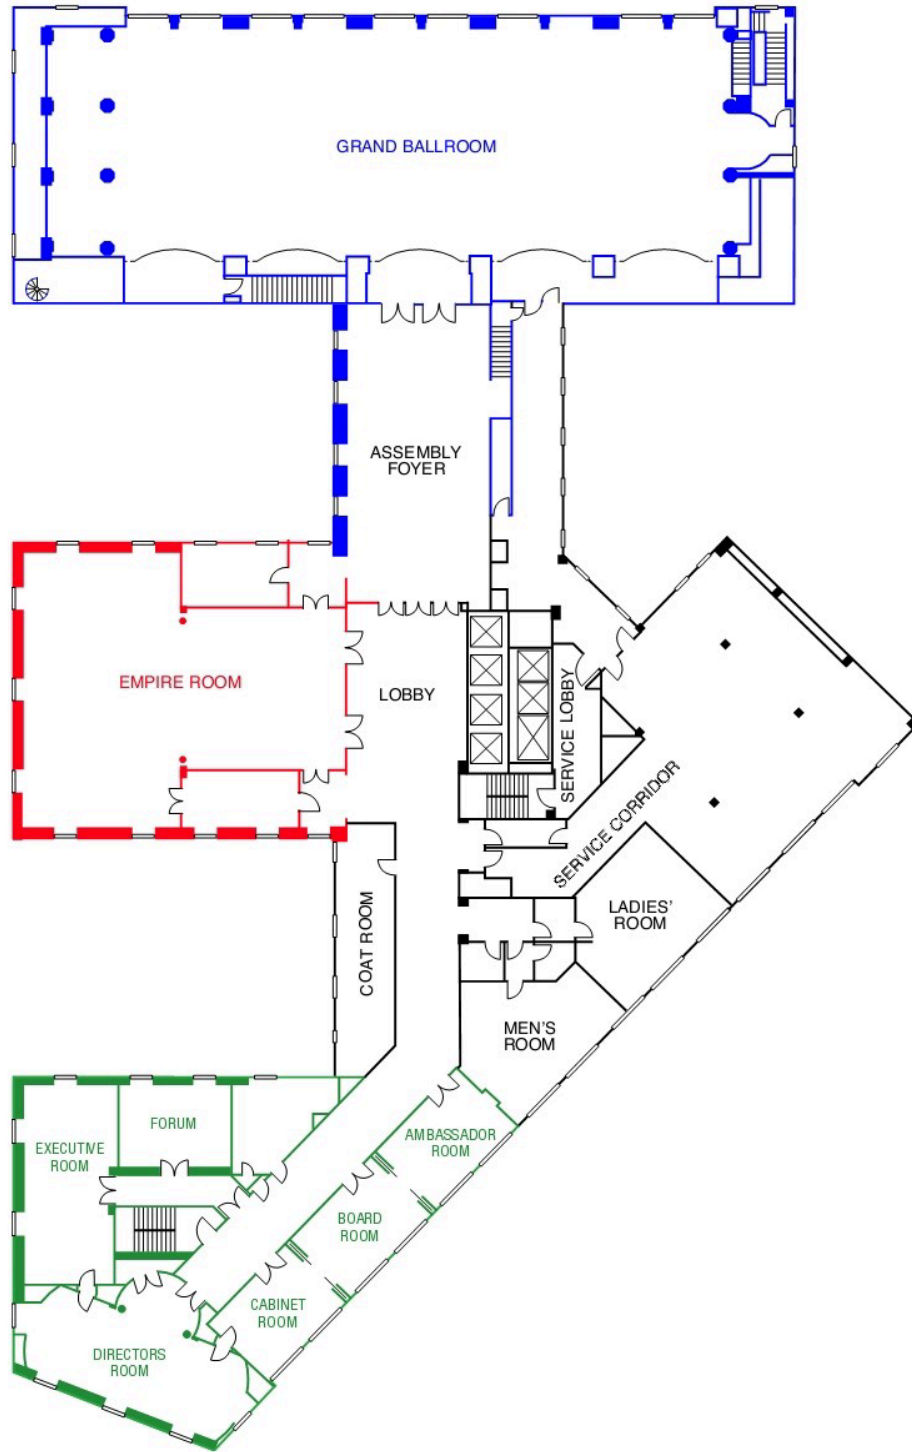 GRAND BALLROOM
ASSEMBLY
FOYER
EMPIRE ROOM
LOBBY
SERVICE LOBBY
SERVICE CORRIDOR
LADIES'
ROOM
COAT ROOM
MEN'S
ROOM
FORUM
EXECUTIVE
ROOM
AMBASSADOR
ROOM
BOARD
ROOM
CABINET
ROOM
DIRECTORS
ROOM